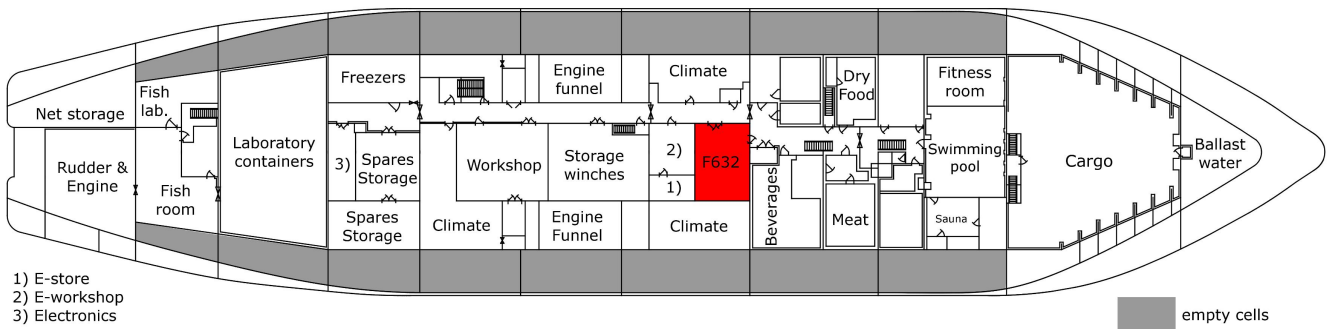 Net storage
Rudder &
Engine
Fish
lab.
Fish
room
Laboratory
containers
Freezers
3)
Spares
Storage
Spares
Storage
Climate
Workshop
Engine
funnel
Storage
winches
Engine
Funnel
Climate
2)
1)
F632
Climate
Beverages
Dry
Food
Meat
Fitness
room
Swimming
pool
Sauna
Cargo
Ballast
water
1) E-store
2) E-workshop
3) Electronics
empty cells